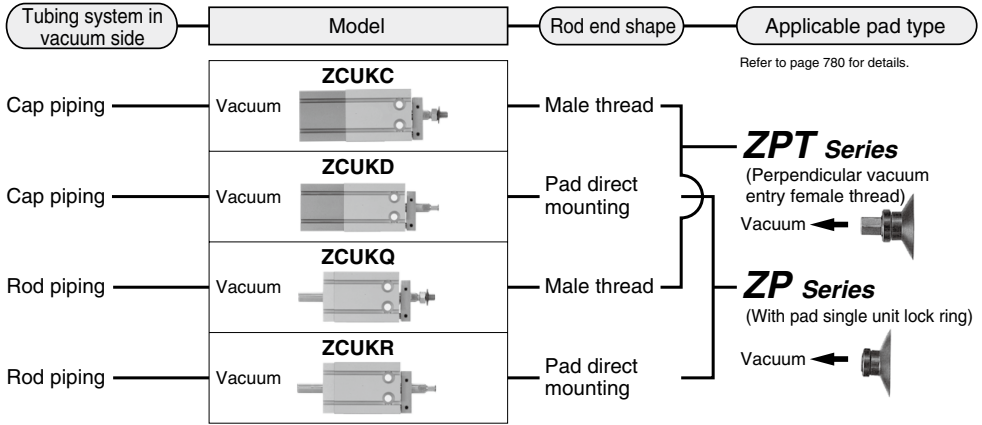 Tubing system in
vacuum side
Model
Rod end shape
Applicable pad type
Refer to page 780 for details.
ZCUKC
Cap piping
Vacuum
Male thread
ZPT Series
(Perpendicular vacuum
entry female thread)
Vacuum
ZCUKD
Cap piping
Vacuum
Pad direct
mounting
ZCUKQ
Rod piping
Vacuum
Male thread
ZP Series
(With pad single unit lock ring)
Vacuum
ZCUKR
Rod piping
Vacuum
Pad direct
mounting